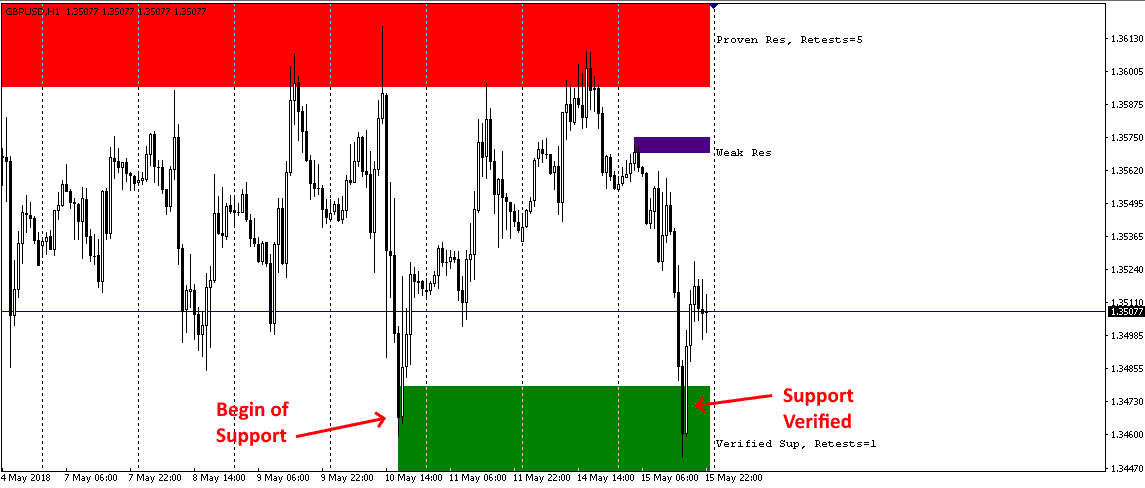 GBPUSD,H1 1.35077 1.35077 1.35077 1.35077
Proven Res, Retests=5
Weak Res
Begin of
Support
Support
Verified
Verified Sup, Retests=1
1.36130
1.36005
1.35875
1.35750
1.35620
1.35495
1.35365
1.35240
1.35110
1.35077
1.34985
1.34855
1.34730
1.34600
1.34470
4 May 2018
7 May 06:00
7 May 22:00
8 May 14:00
9 May 06:00
9 May 22:00
10 May 14:00
11 May 06:00
11 May 22:00
14 May 14:00
15 May 06:00
15 May 22:00